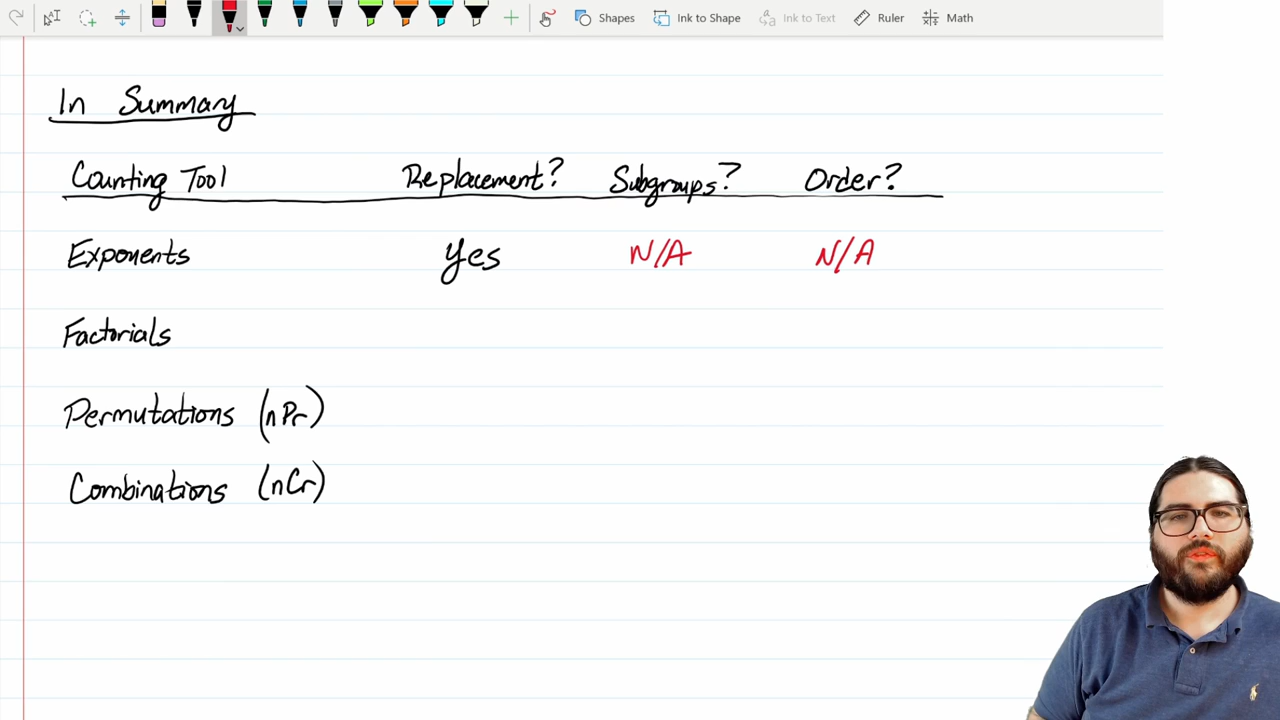 Shapes Ink to Shape Ink to Text Ruler Math
In Summary
Counting Tool Replacement? Subgroups? Order?
Exponents Yes N/A N/A
Factorials
Permutations (nPr)
Combinations (nCr)